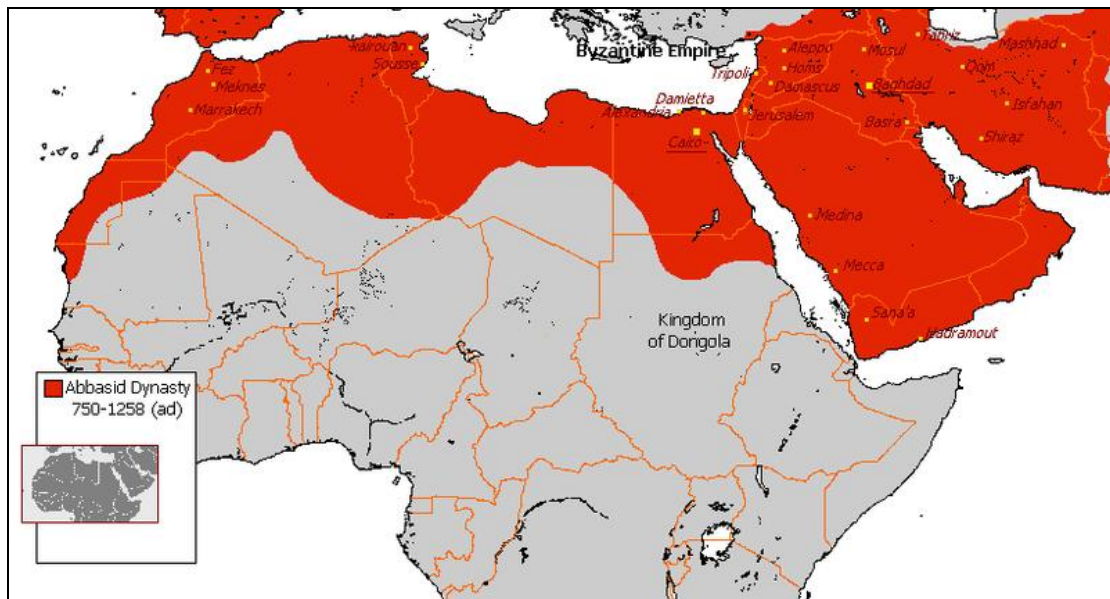 Byzantine Empire
Kairouan
Sousse
Fez
Meknes
Marrakech
Tripoli
Damietta
Alexandria
Cairo
Aleppo
Homs
Damascus
Jerusalem
Mosul
Tabriz
Baghdad
Basra
Mashhad
Qom
Isfahan
Shiraz
Medina
Mecca
Sana'a
Hadramout
Kingdom
of Dongola
Abbasid Dynasty
750-1258 (ad)